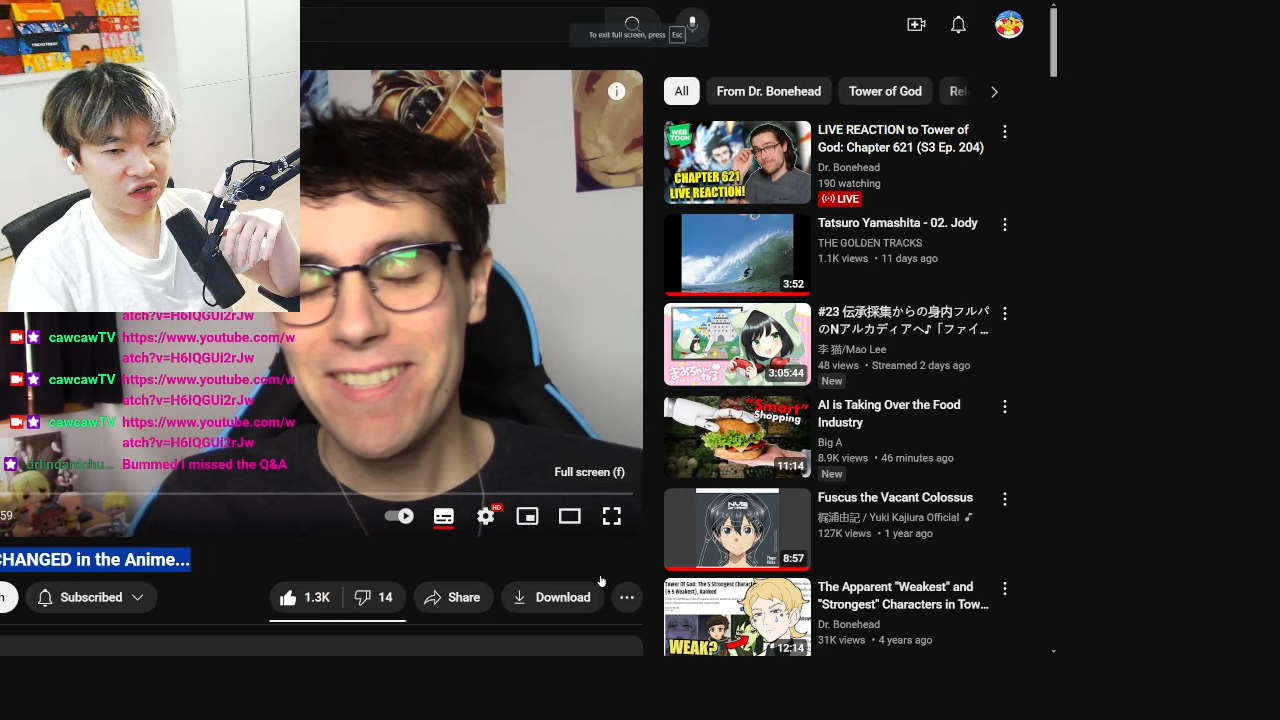 To exit full screen, press Esc
All
From Dr. Bonehead
Tower of God
Rel
WEB
TOON
CHAPTER 621
LIVE REACTION!
LIVE REACTION to Tower of
God: Chapter 621 (S3 Ep. 204)
Dr. Bonehead
190 watching
LIVE
3:52
Tatsuro Yamashita - 02. Jody
THE GOLDEN TRACKS
1.1K views • 11 days ago
3:05:44
#23 伝承採集からの身内フルパ
のNアルカディアへ♪「ファイ...
李 猫/Mao Lee
48 views • Streamed 2 days ago
New
"Smart"
Shopping
11:14
AI is Taking Over the Food
Industry
Big A
8.9K views • 46 minutes ago
New
8:57
Fuscus the Vacant Colossus
梶浦由記 / Yuki Kajiura Official
127K views • 1 year ago
WEAK?
12:14
The Apparent "Weakest" and
"Strongest" Characters in Tow...
Dr. Bonehead
31K views • 4 years ago
atch?v=H6IQGUi2rJw
cawcawTV https://www.youtube.com/w
atch?v=H6IQGUi2rJw
cawcawTV https://www.youtube.com/w
atch?v=H6IQGUi2rJw
cawcawTV https://www.youtube.com/w
atch?v=H6IQGUi2rJw
Bummed I missed the Q&A
Full screen (f)
59
HD
CHANGED in the Anime...
n
Subscribed
1.3K
14
Share
Download